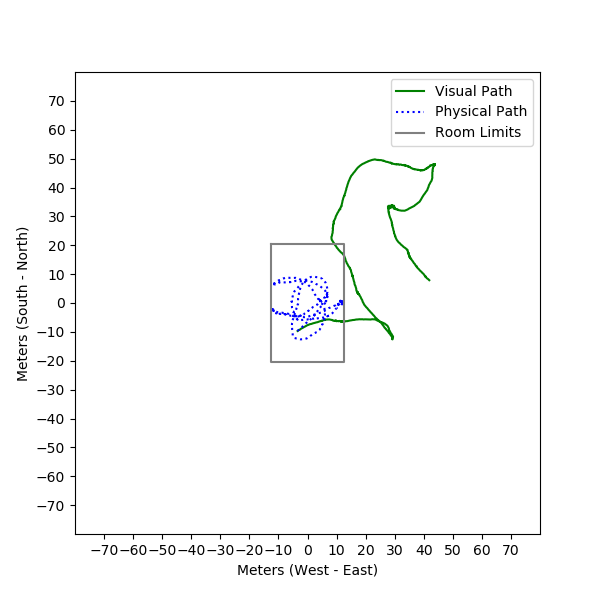 Visual Path
Physical Path
Room Limits
70
60
50
40
30
20
10
0
−10
−20
−30
−40
−50
−60
−70
Meters (South - North)
−70 −60 −50 −40 −30 −20 −10 0 10 20 30 40 50 60 70
Meters (West - East)